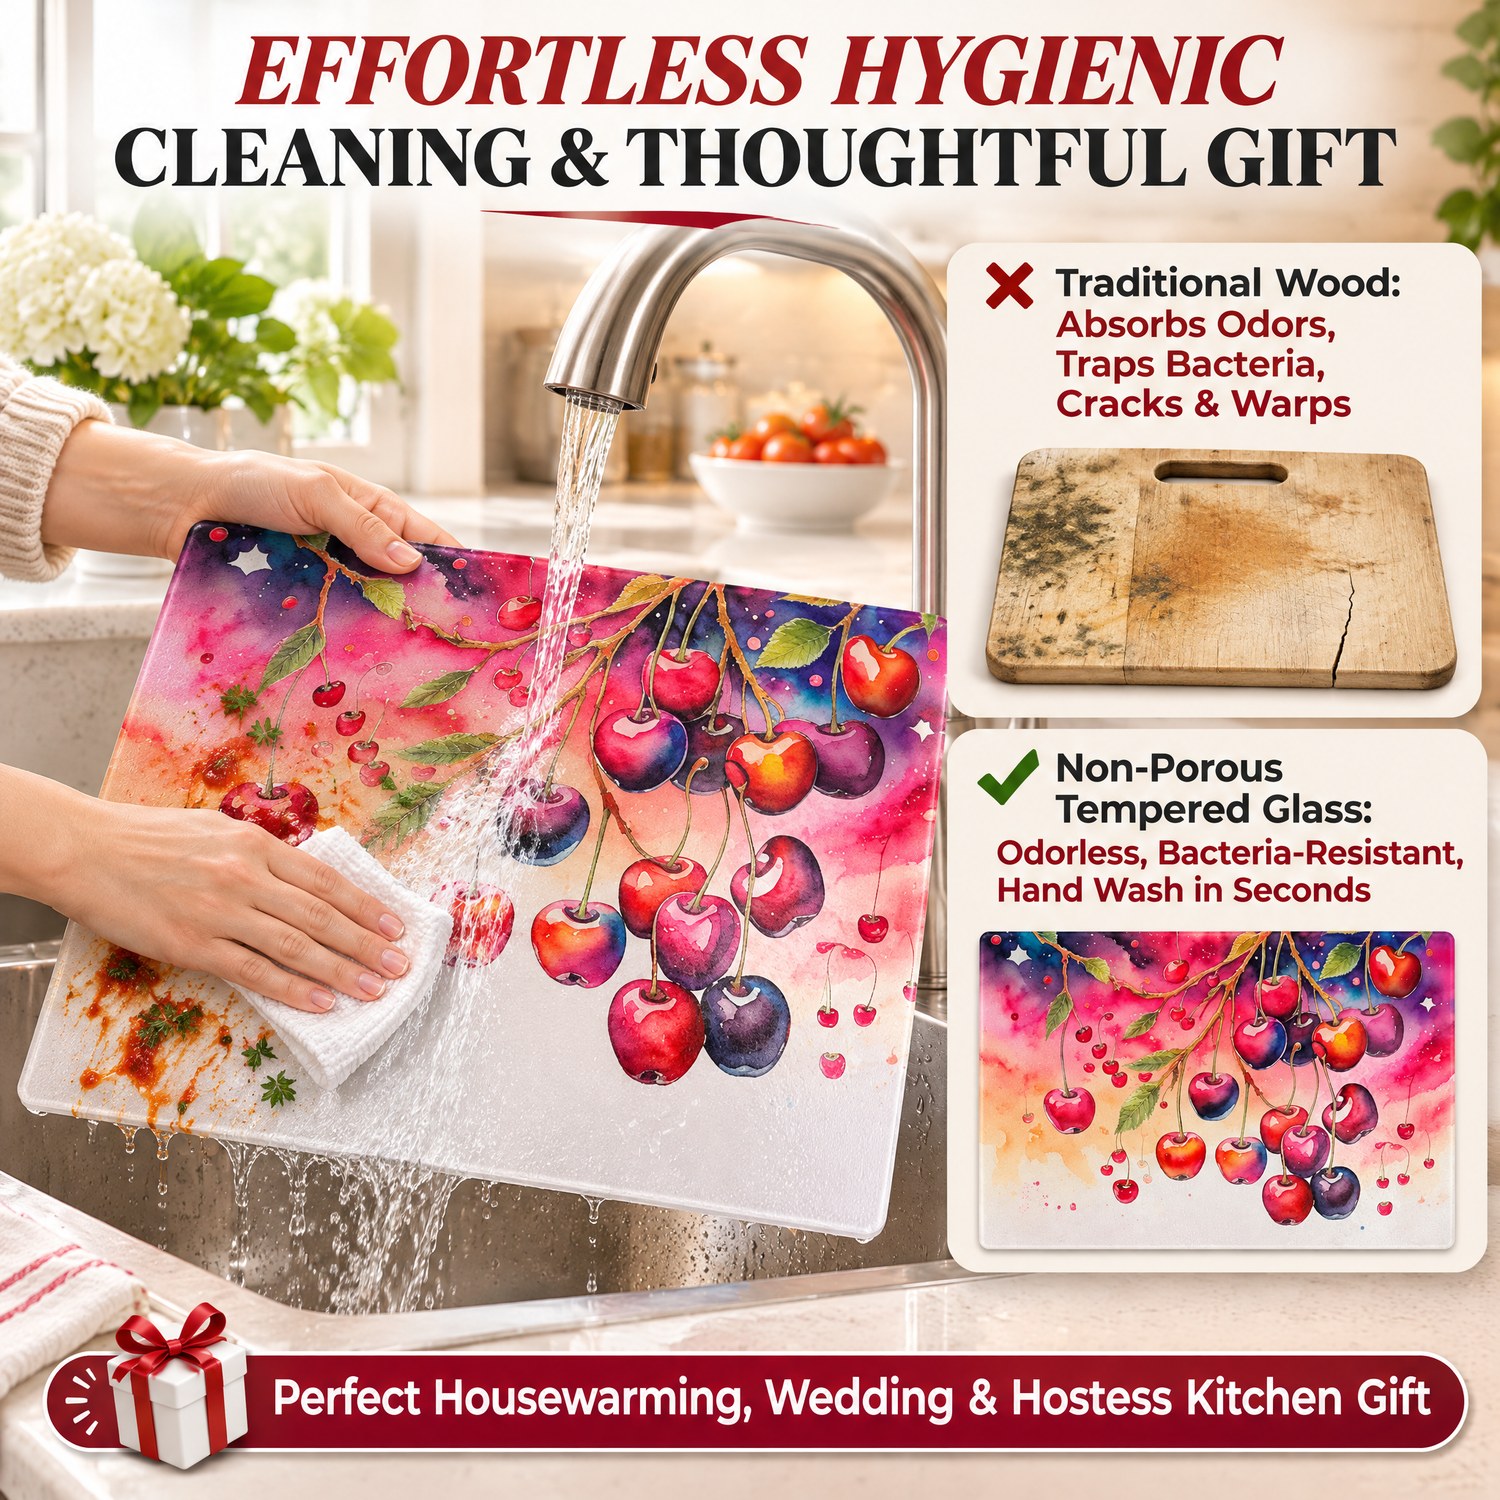 EFFORTLESS HYGIENIC
CLEANING & THOUGHTFUL GIFT
Traditional Wood:
Absorbs Odors,
Traps Bacteria,
Cracks & Warps
Non-Porous
Tempered Glass:
Odorless, Bacteria-Resistant,
Hand Wash in Seconds
Perfect Housewarming, Wedding & Hostess Kitchen Gift